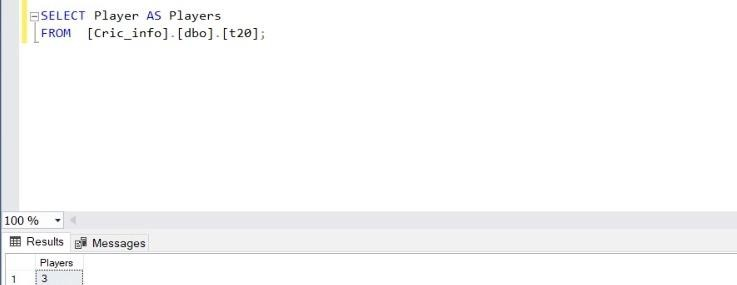 SELECT Player AS Players
FROM  [Cric_info].[dbo].[t20];
100 %
Results Messages
Players
1 3